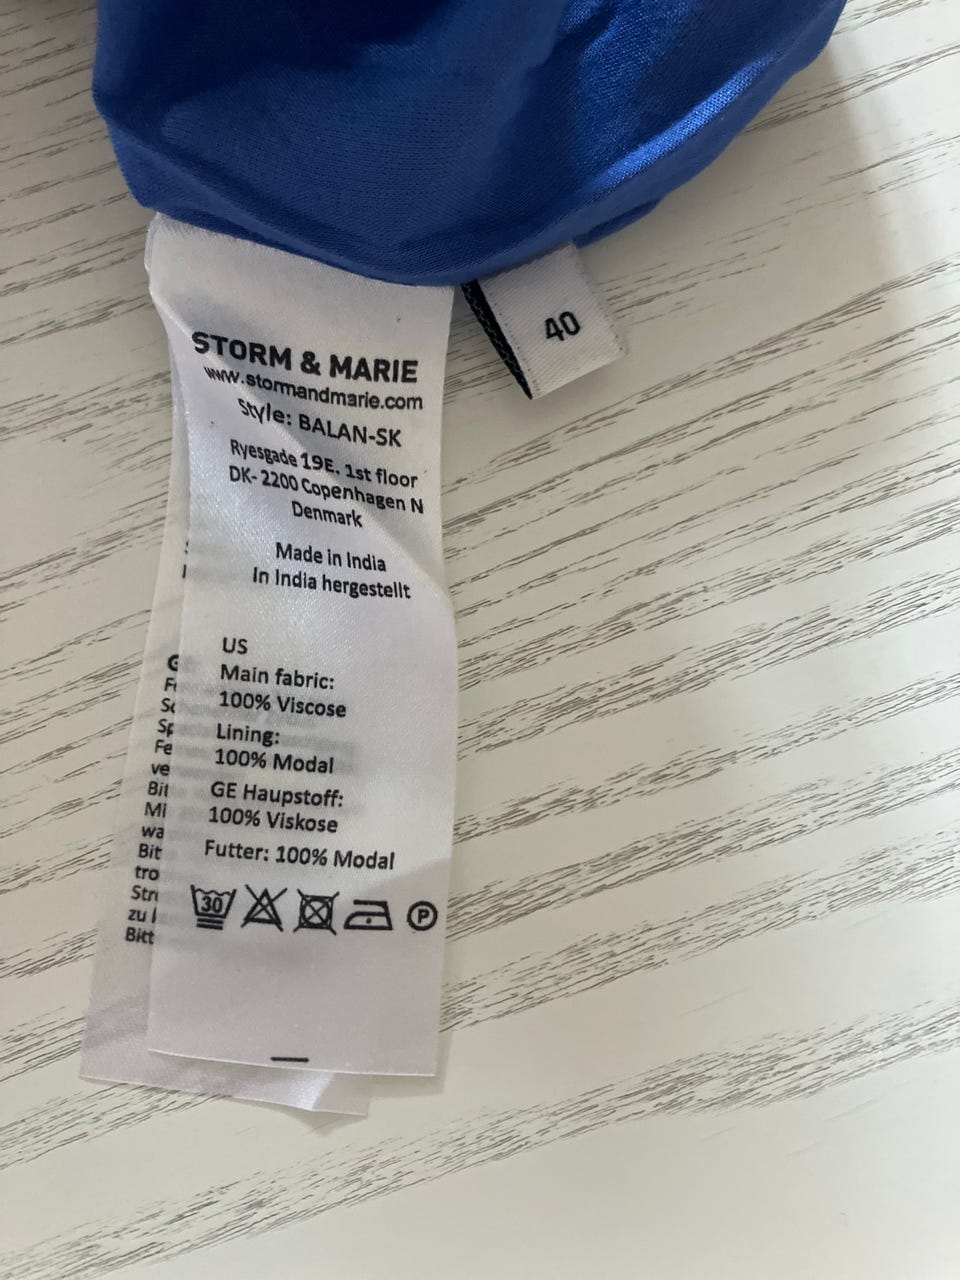 STORM & MARIE
www.stormandmarie.com
Style: BALAN-SK
Ryesgade 19E. 1st floor
DK- 2200 Copenhagen N
Denmark
Made in India
In India hergestellt
US
Main fabric:
100% Viscose
Lining:
100% Modal
GE Haupstoff:
100% Viskose
Futter: 100% Modal
30
P
40